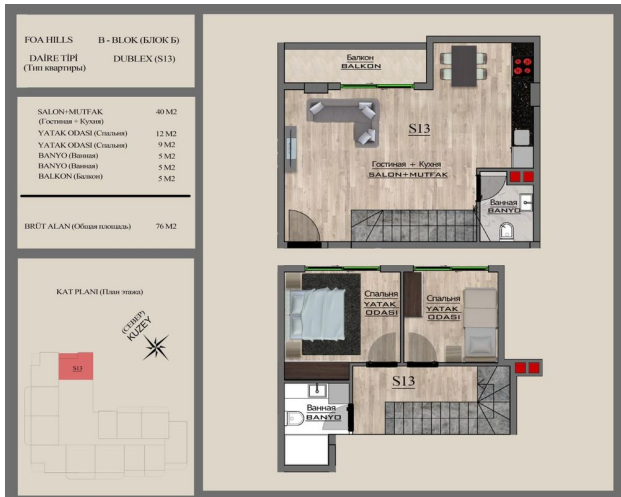 FOA HILLS B - BLOK (БЛОК Б)
DAİRE TİPİ DUBLEX (S13)
(Тип квартиры)
SALON+MUTFAK 40 M2
(Гостиная + Кухня)
YATAK ODASI (Спальня) 12 M2
YATAK ODASI (Спальня) 9 M2
BANYO (Ванная) 5 M2
BANYO (Ванная) 5 M2
BALKON (Балкон) 5 M2
BRÜT ALAN (Общая площадь) 76 M2
KAT PLANI (План этажа)
(СЕВЕР)
KUZEY
S13
Балкон
BALKON
S13
Гостиная + Кухня
SALON+MUTFAK
Ванная
BANYO
Спальня
YATAK
ODASI
Спальня
YATAK
ODASI
S13
Ванная
BANYO